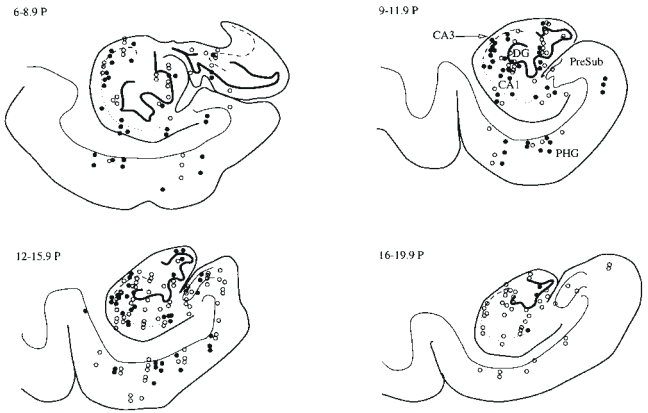 6-8.9 P
9-11.9 P
CA3
DG
PreSub
CA1
PHG
12-15.9 P
16-19.9 P